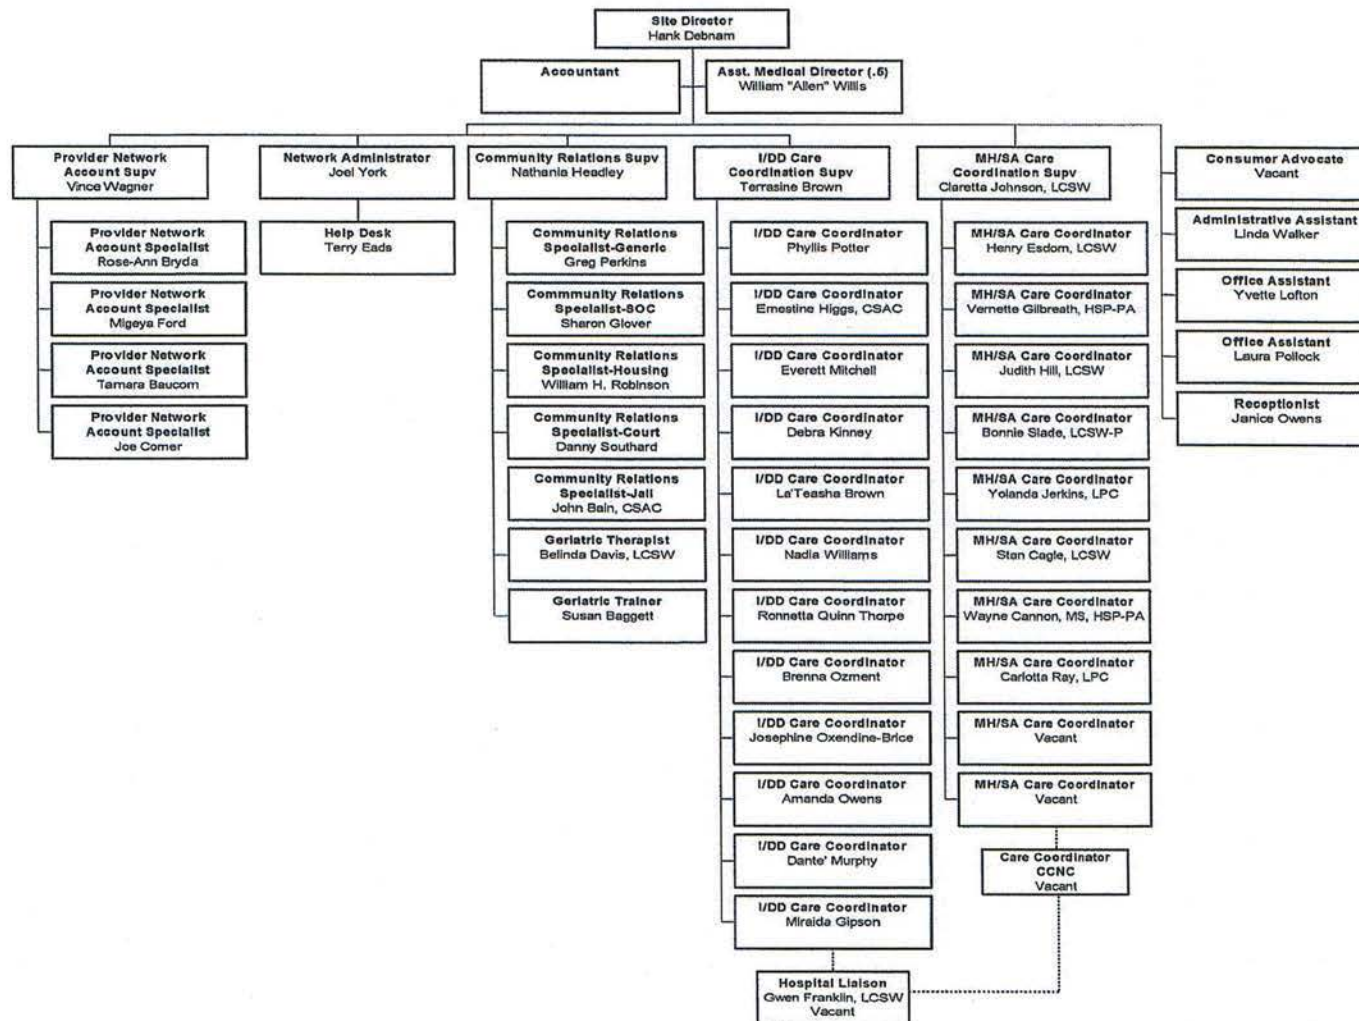 Site Director
Hank Debnam
Accountant
Asst. Medical Director (.5)
William "Allen" Willis
Provider Network
Account Supv
Vince Wagner
Provider Network
Account Specialist
Rose-Ann Bryda
Provider Network
Account Specialist
Migeya Ford
Provider Network
Account Specialist
Tamara Baucom
Provider Network
Account Specialist
Joe Comer
Network Administrator
Joel York
Help Desk
Terry Eads
Community Relations Supv
Nathania Headley
Community Relations
Specialist-Generic
Greg Perkins
Commmunity Relations
Specialist-SOC
Sharon Glover
Community Relations
Specialist-Housing
William H. Robinson
Community Relations
Specialist-Court
Danny Southard
Community Relations
Specialist-Jail
John Bain, CSAC
Geriatric Therapist
Belinda Davis, LCSW
Geriatric Trainer
Susan Baggett
I/DD Care
Coordination Supv
Terrasine Brown
I/DD Care Coordinator
Phyllis Potter
I/DD Care Coordinator
Ernestine Higgs, CSAC
I/DD Care Coordinator
Everett Mitchell
I/DD Care Coordinator
Debra Kinney
I/DD Care Coordinator
La'Teasha Brown
I/DD Care Coordinator
Nadia Williams
I/DD Care Coordinator
Ronnetta Quinn Thorpe
I/DD Care Coordinator
Brenna Ozment
I/DD Care Coordinator
Josephine Oxendine-Brice
I/DD Care Coordinator
Amanda Owens
I/DD Care Coordinator
Dante' Murphy
I/DD Care Coordinator
Miraida Gipson
MH/SA Care
Coordination Supv
Claretta Johnson, LCSW
MH/SA Care Coordinator
Henry Esdom, LCSW
MH/SA Care Coordinator
Vernette Gilbreath, HSP-PA
MH/SA Care Coordinator
Judith Hill, LCSW
MH/SA Care Coordinator
Bonnie Slade, LCSW-P
MH/SA Care Coordinator
Yolanda Jerkins, LPC
MH/SA Care Coordinator
Stan Cagle, LCSW
MH/SA Care Coordinator
Wayne Cannon, MS, HSP-PA
MH/SA Care Coordinator
Carlotta Ray, LPC
MH/SA Care Coordinator
Vacant
MH/SA Care Coordinator
Vacant
Care Coordinator
CCNC
Vacant
Hospital Liaison
Gwen Franklin, LCSW
Vacant
Consumer Advocate
Vacant
Administrative Assistant
Linda Walker
Office Assistant
Yvette Lofton
Office Assistant
Laura Pollock
Receptionist
Janice Owens